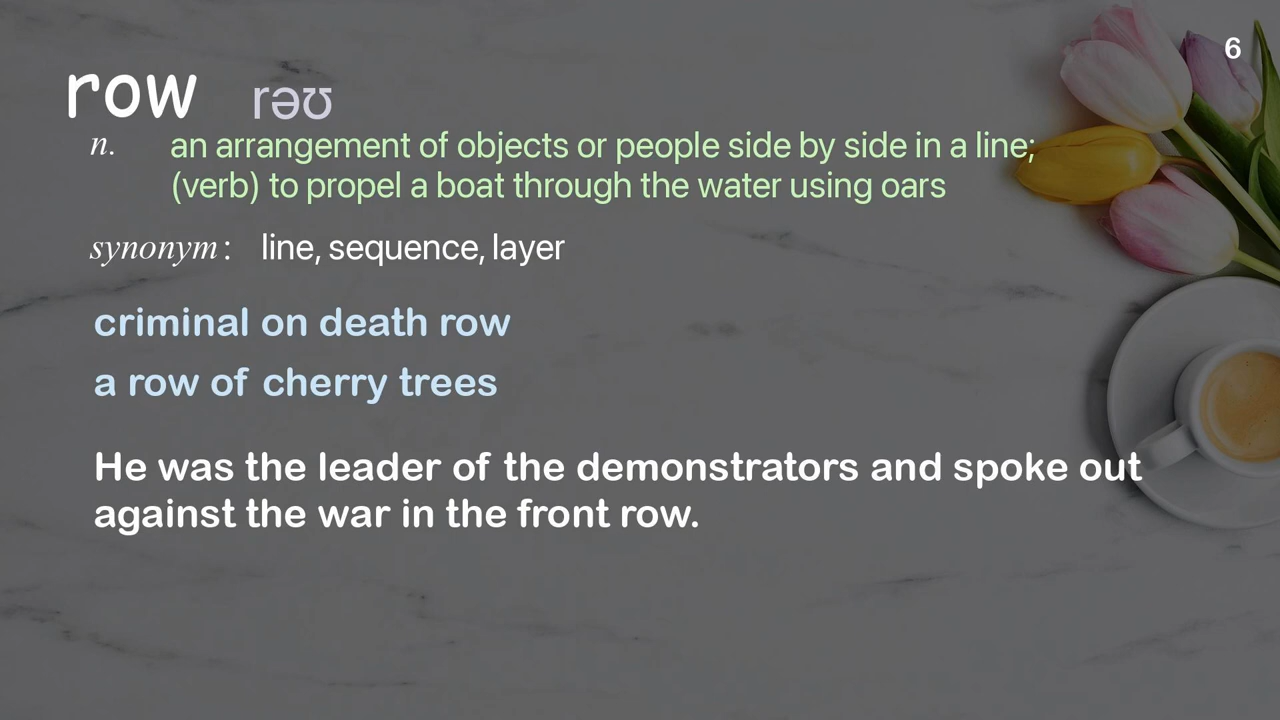 6
row rəʊ
n. an arrangement of objects or people side by side in a line;
(verb) to propel a boat through the water using oars
synonym: line, sequence, layer
criminal on death row
a row of cherry trees
He was the leader of the demonstrators and spoke out
against the war in the front row.